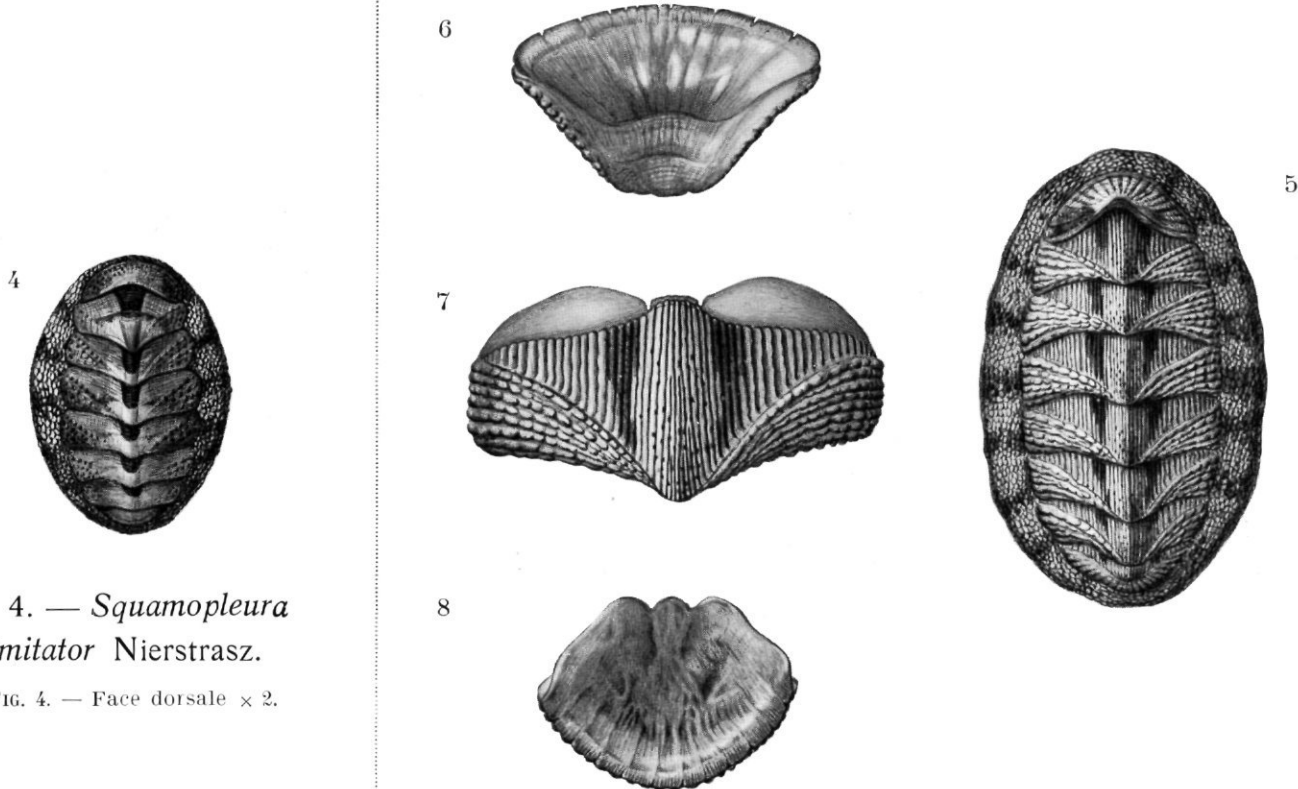 4
4. — Squamopleura
mitator Nierstrasz.
IG. 4. — Face dorsale × 2.
6
7
8
5